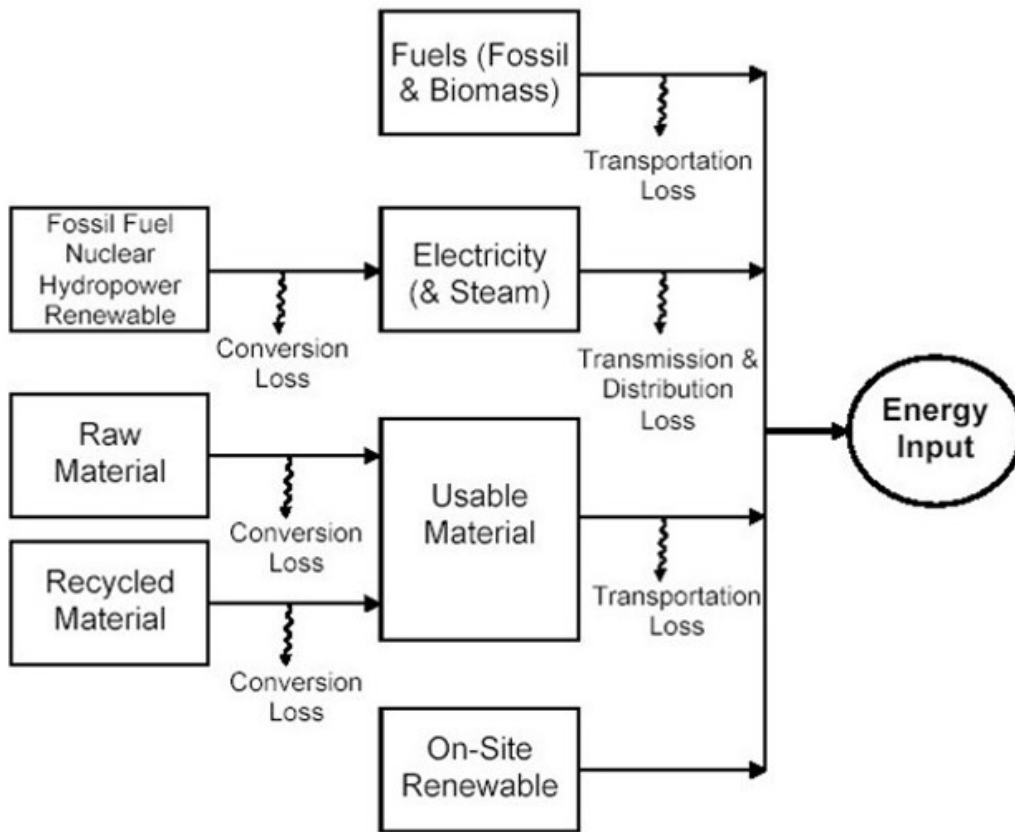 Fuels (Fossil
& Biomass)
Transportation
Loss
Fossil Fuel
Nuclear
Hydropower
Renewable
Conversion
Loss
Electricity
(& Steam)
Transmission &
Distribution
Loss
Raw
Material
Conversion
Loss
Recycled
Material
Conversion
Loss
Usable
Material
Transportation
Loss
On-Site
Renewable
Energy
Input